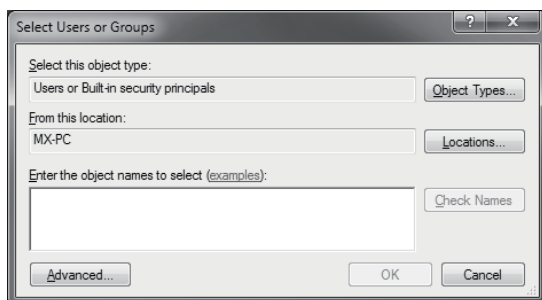 Select Users or Groups
Select this object type:
Users or Built-in security principals
Object Types...
From this location:
MX-PC
Locations...
Enter the object names to select (examples):
Check Names
Advanced...
OK
Cancel